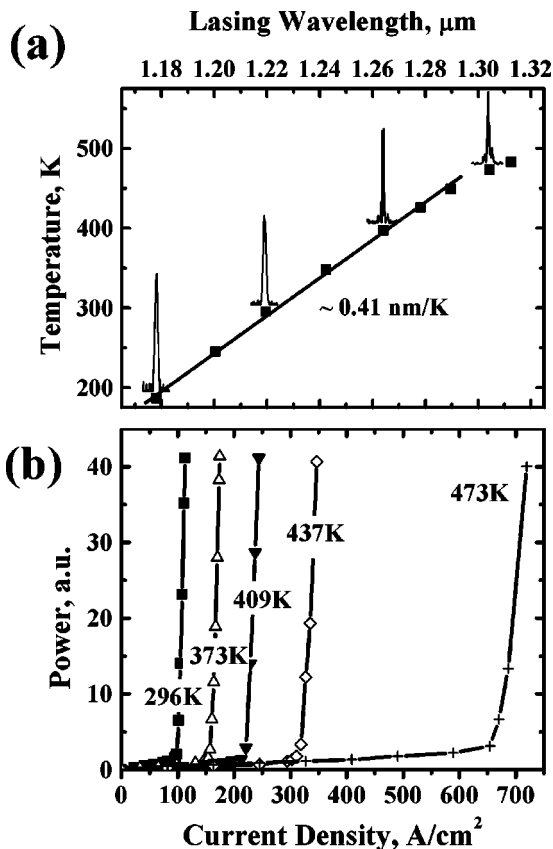 Lasing Wavelength, μm
(a)
1.18 1.20 1.22 1.24 1.26 1.28 1.30 1.32
Temperature, K
500
400
300
200
~ 0.41 nm/K
(b)
Power, a.u.
40
30
20
10
0
473K
437K
409K
373K
296K
0 100 200 300 400 500 600 700
Current Density, A/cm²